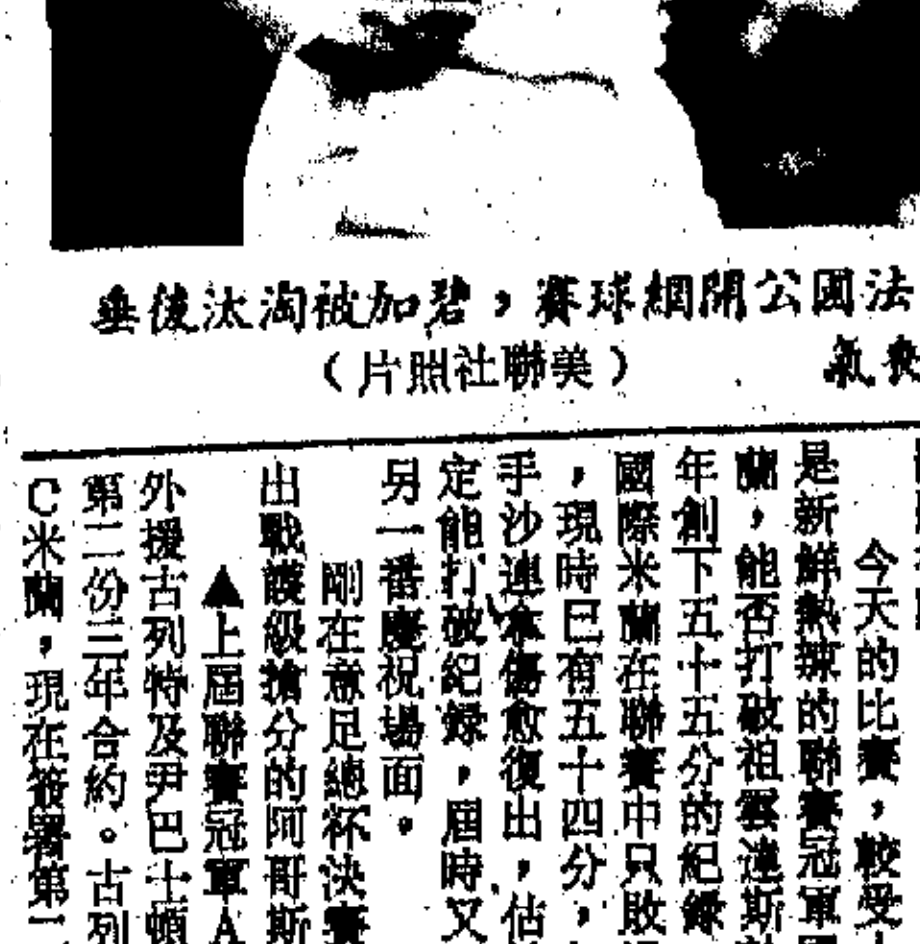 法國公開網球賽，碧加被淘汰後垂
喪氣
（美聯社照片）
今天的比賽，較受
是新鮮熱辣的聯賽冠軍
蘭，能否打破祖雲達斯
年創下五十五分的紀錄
國際米蘭在聯賽中只敗
，現時已有五十四分，
手沙連拿傷愈復出，估
定能打破紀錄，屆時又
另一番慶祝場面。
剛在意足總杯決賽
出戰護級搶分的阿哥斯
▲上屆聯賽冠軍A
外援古列特及尹巴士頓
第二份三年合約。古列
C米蘭，現在簽署第